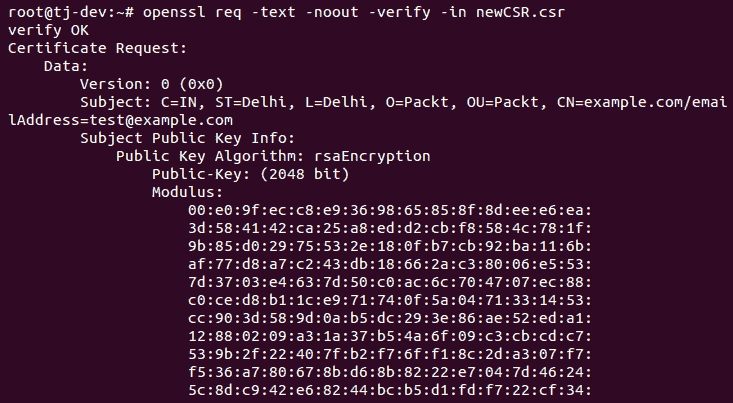 root@tj-dev:~# openssl req -text -noout -verify -in newCSR.csr
verify OK
Certificate Request:
    Data:
        Version: 0 (0x0)
        Subject: C=IN, ST=Delhi, L=Delhi, O=Packt, OU=Packt, CN=example.com/emai
lAddress=test@example.com
        Subject Public Key Info:
            Public Key Algorithm: rsaEncryption
                Public-Key: (2048 bit)
                Modulus:
                    00:e0:9f:ec:c8:e9:36:98:65:85:8f:8d:ee:e6:ea:
                    3d:58:41:42:ca:25:a8:ed:d2:cb:f8:58:4c:78:1f:
                    9b:85:d0:29:75:53:2e:18:0f:b7:cb:92:ba:11:6b:
                    af:77:d8:a7:c2:43:db:18:66:2a:c3:80:06:e5:53:
                    7d:37:03:e4:63:7d:50:c0:ac:6c:70:47:07:ec:88:
                    c0:ce:d8:b1:1c:e9:71:74:0f:5a:04:71:33:14:53:
                    cc:90:3d:58:9d:0a:b5:dc:29:3e:86:ae:52:ed:a1:
                    12:88:02:09:a3:1a:37:b5:4a:6f:09:c3:cb:cd:c7:
                    53:9b:2f:22:40:7f:b2:f7:6f:f1:8c:2d:a3:07:f7:
                    f5:36:a7:80:67:8b:d6:8b:82:22:e7:04:7d:46:24:
                    5c:8d:c9:42:e6:82:44:bc:b5:d1:fd:f7:22:cf:34: